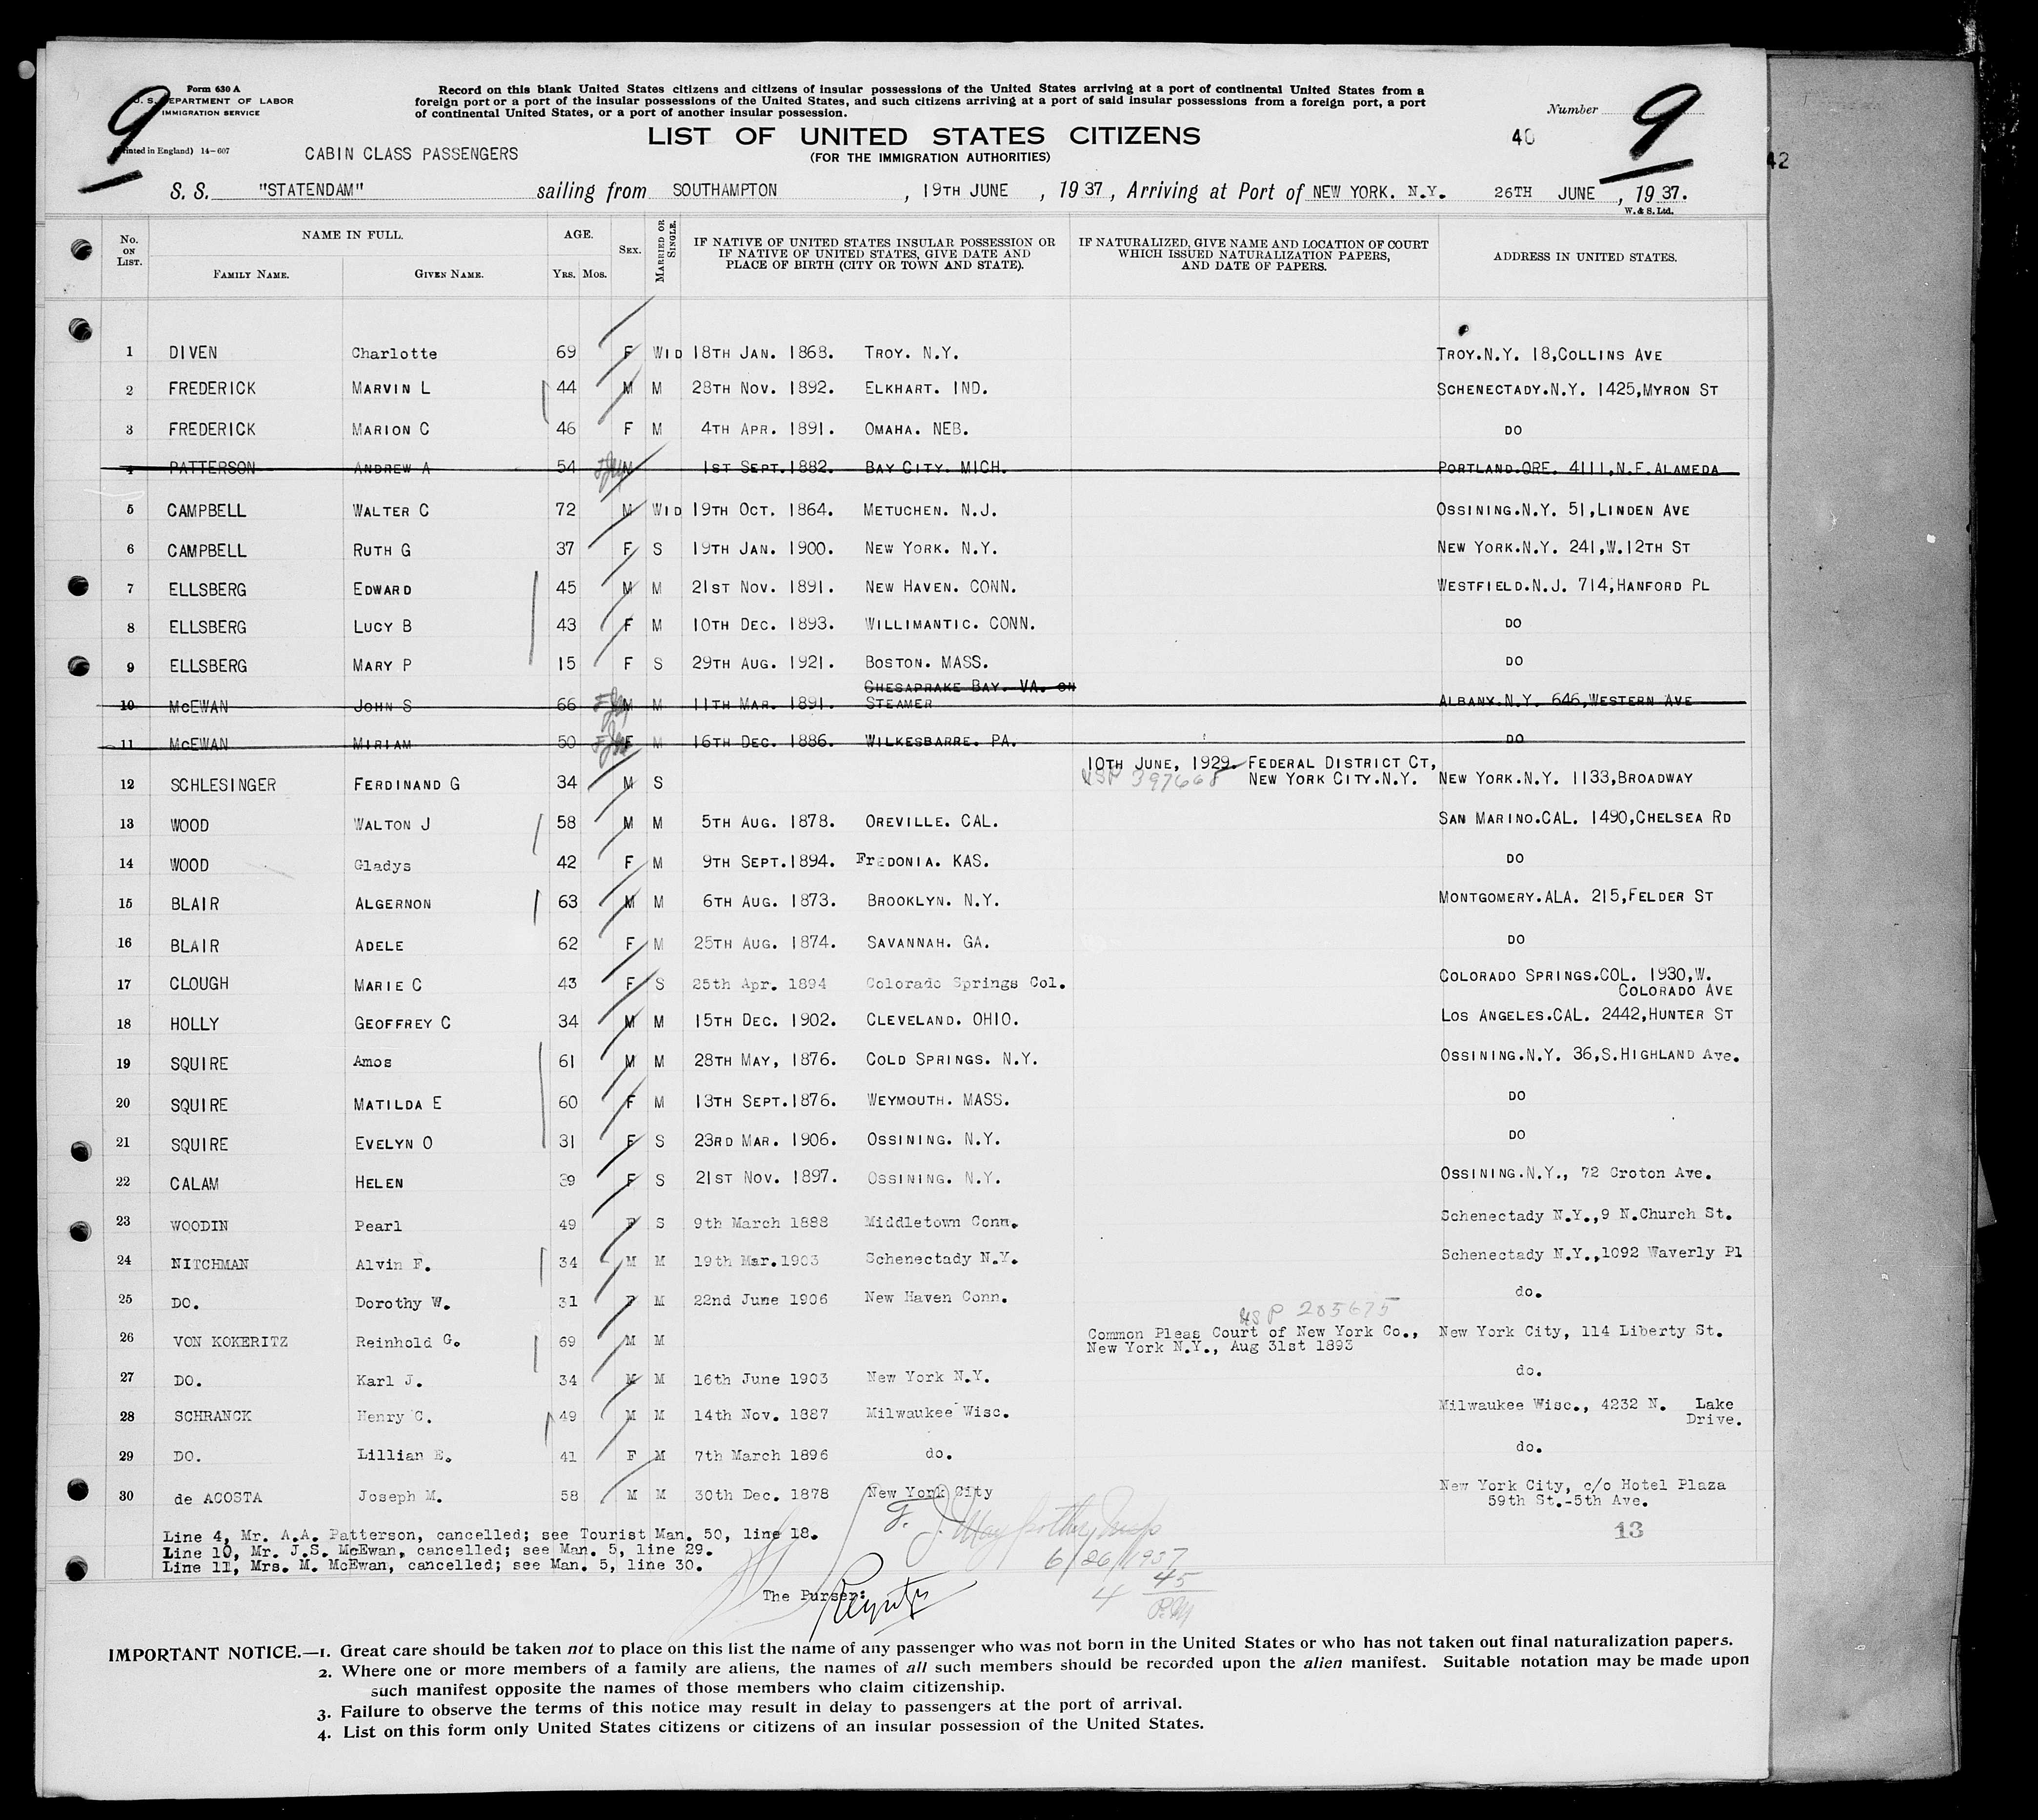 9
Form 630 A
U. S. DEPARTMENT OF LABOR
IMMIGRATION SERVICE
(Printed in England) 14-607
Record on this blank United States citizens and citizens of insular possessions of the United States arriving at a port of continental United States from a
foreign port or a port of the insular possessions of the United States, and such citizens arriving at a port of said insular possessions from a foreign port, a port
of continental United States, or a port of another insular possession.
Number 9
LIST OF UNITED STATES CITIZENS
40
(FOR THE IMMIGRATION AUTHORITIES)
CABIN CLASS PASSENGERS
42
S. S. "STATENDAM" sailing from SOUTHAMPTON, 19TH JUNE, 1937, Arriving at Port of NEW YORK. N.Y. 26TH JUNE, 1937.
W. & S. Ltd.
No. ON LIST. NAME IN FULL. AGE. SEX. MARRIED OR SINGLE. IF NATIVE OF UNITED STATES INSULAR POSSESSION OR IF NATIVE OF UNITED STATES, GIVE DATE AND PLACE OF BIRTH (CITY OR TOWN AND STATE). IF NATURALIZED, GIVE NAME AND LOCATION OF COURT WHICH ISSUED NATURALIZATION PAPERS, AND DATE OF PAPERS. ADDRESS IN UNITED STATES.
FAMILY NAME. GIVEN NAME. YRS. MOS.
1 DIVEN Charlotte 69 F WID 18TH JAN. 1868. TROY. N.Y. TROY.N.Y. 18,COLLINS AVE
2 FREDERICK MARVIN L 44 M M 28TH NOV. 1892. ELKHART. IND. SCHENECTADY.N.Y. 1425,MYRON ST
3 FREDERICK MARION C 46 F M 4TH APR. 1891. OMAHA. NEB. DO
4 PATTERSON ANDREW A 54 M 1ST SEPT.1882. BAY CITY. MICH. PORTLAND.ORE. 4111,N.E.ALAMEDA
5 CAMPBELL WALTER C 72 M WID 19TH OCT. 1864. METUCHEN. N.J. OSSINING.N.Y. 51,LINDEN AVE
6 CAMPBELL RUTH G 37 F S 19TH JAN. 1900. NEW YORK. N.Y. NEW YORK.N.Y. 241,W.12TH ST
7 ELLSBERG EDWARD 45 M M 21ST NOV. 1891. NEW HAVEN. CONN. WESTFIELD.N.J. 714,HANFORD PL
8 ELLSBERG LUCY B 43 F M 10TH DEC. 1893. WILLIMANTIC. CONN. DO
9 ELLSBERG MARY P 15 F S 29TH AUG. 1921. BOSTON. MASS. DO
CHESAPRAKE BAY. VA. ON
10 MCEWAN JOHN S 66 M M 11TH MAR. 1891. STEAMER ALBANY.N.Y. 646,WESTERN AVE
11 MCEWAN MIRIAM 50 F M 16TH DEC. 1886. WILKESBARRE. PA. DO
10TH JUNE, 1929. FEDERAL DISTRICT CT,
12 SCHLESINGER FERDINAND G 34 M S USP 397668 NEW YORK CITY.N.Y. NEW YORK.N.Y. 1133,BROADWAY
13 WOOD WALTON J 58 M M 5TH AUG. 1878. OREVILLE. CAL. SAN MARINO.CAL. 1490,CHELSEA RD
14 WOOD Gladys 42 F M 9TH SEPT.1894. FREDONIA. KAS. DO
15 BLAIR ALGERNON 63 M M 6TH AUG. 1873. BROOKLYN. N.Y. MONTGOMERY.ALA. 215,FELDER ST
16 BLAIR ADELE 62 F M 25TH AUG. 1874. SAVANNAH. GA. DO
17 CLOUGH MARIE C 43 F S 25th Apr. 1894 Colorado Springs Col. COLORADO SPRINGS.COL. 1930,W.
COLORADO AVE
18 HOLLY GEOFFREY C 34 M M 15TH DEC. 1902. CLEVELAND. OHIO. LOS ANGELES.CAL. 2442,HUNTER ST
19 SQUIRE Amos 61 M M 28TH MAY, 1876. COLD SPRINGS. N.Y. OSSINING.N.Y. 36,S.HIGHLAND Ave.
20 SQUIRE MATILDA E 60 F M 13TH SEPT.1876. WEYMOUTH. MASS. DO
21 SQUIRE EVELYN O 31 F S 23RD MAR. 1906. OSSINING. N.Y. DO
22 CALAM HELEN 39 F S 21ST NOV. 1897. OSSINING. N.Y. OSSINING.N.Y., 72 Croton Ave.
23 WOODIN Pearl 49 F S 9th March 1888 Middletown Conn. Schenectady N.Y.,9 N.Church St.
24 NITCHMAN Alvin F. 34 M M 19th Mar.1903 Schenectady N.Y. Schenectady N.Y.,1092 Waverly Pl
25 DO. Dorothy W. 31 F M 22nd June 1906 New Haven Conn. do.
USP 285675
26 VON KOKERITZ Reinhold G. 69 M M Common Pleas Court of New York Co., New York City, 114 Liberty St.
New York N.Y., Aug 31st 1893
27 DO. Karl J. 34 M M 16th June 1903 New York N.Y. do.
28 SCHRANCK Henry C. 49 M M 14th Nov. 1887 Milwaukee Wisc. Milwaukee Wisc., 4232 N. Lake
Drive.
29 DO. Lillian E. 41 F M 7th March 1896 do. do.
30 de ACOSTA Joseph M. 58 M M 30th Dec. 1878 New York City New York City, c/o Hotel Plaza
59th St.-5th Ave.
Line 4, Mr. A.A. Patterson, cancelled; see Tourist Man. 50, line 18.
Line 10, Mr. J.S. McEwan, cancelled; see Man. 5, line 29.
Line 11, Mrs. M. McEwan, cancelled; see Man. 5, line 30.
13
6/26/1937
4 45
P.M
The Purser:
IMPORTANT NOTICE.—1. Great care should be taken not to place on this list the name of any passenger who was not born in the United States or who has not taken out final naturalization papers.
2. Where one or more members of a family are aliens, the names of all such members should be recorded upon the alien manifest. Suitable notation may be made upon
such manifest opposite the names of those members who claim citizenship.
3. Failure to observe the terms of this notice may result in delay to passengers at the port of arrival.
4. List on this form only United States citizens or citizens of an insular possession of the United States.